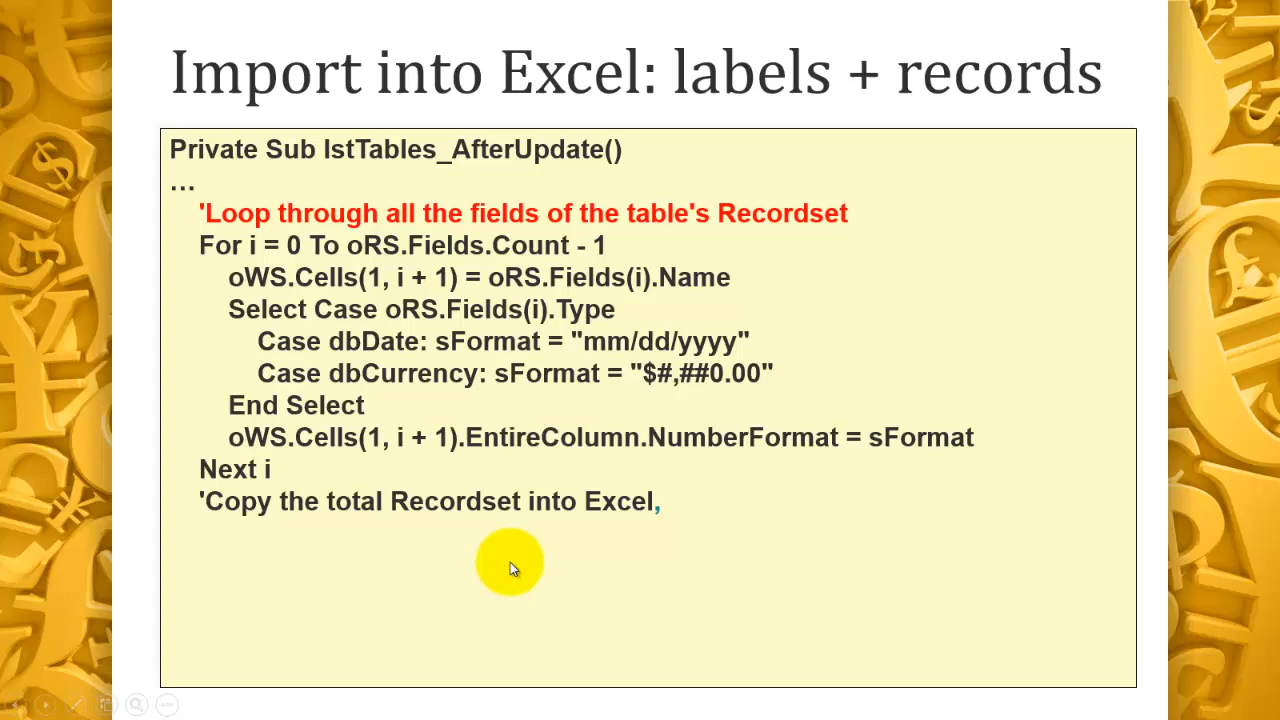 Import into Excel: labels + records
Private Sub lstTables_AfterUpdate()
…
'Loop through all the fields of the table's Recordset
For i = 0 To oRS.Fields.Count - 1
oWS.Cells(1, i + 1) = oRS.Fields(i).Name
Select Case oRS.Fields(i).Type
Case dbDate: sFormat = "mm/dd/yyyy"
Case dbCurrency: sFormat = "$#,##0.00"
End Select
oWS.Cells(1, i + 1).EntireColumn.NumberFormat = sFormat
Next i
'Copy the total Recordset into Excel,